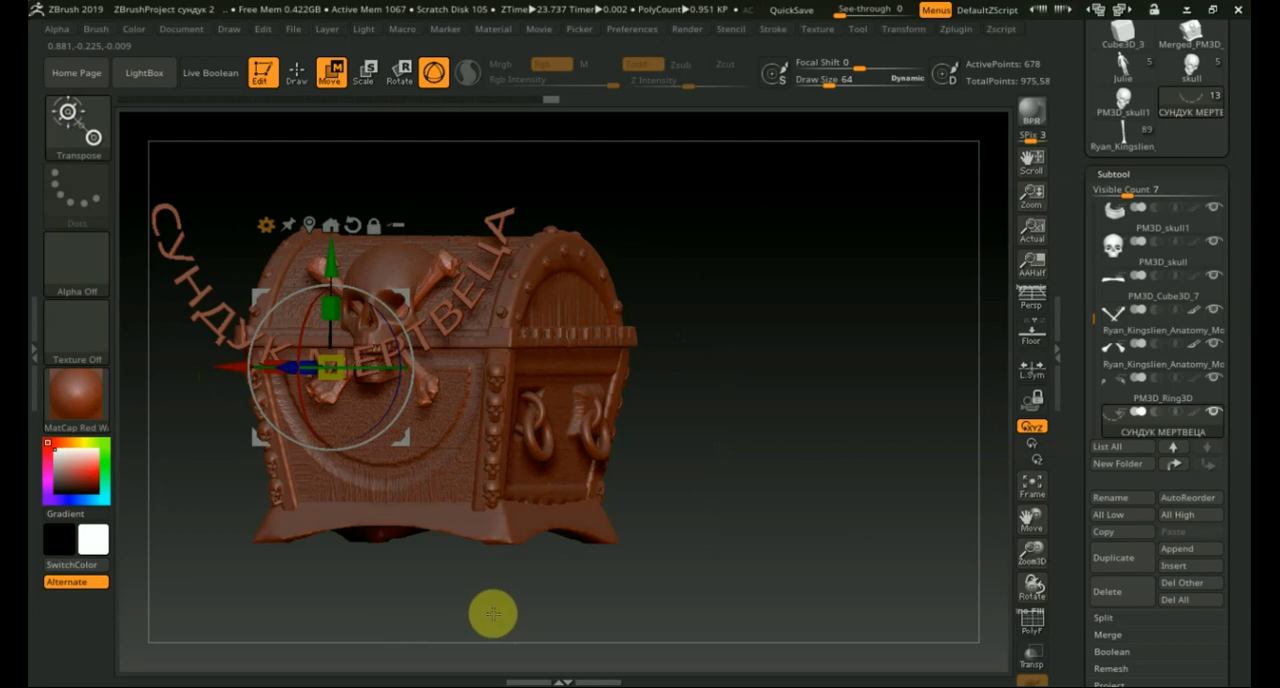 ZBrush 2019 ZBrushProject сундук 2 .. • Free Mem 0.422GB • Active Mem 1067 • Scratch Disk 105 • ZTime▶23.737 Timer▶0.002 • PolyCount▶0.951 KP • AC QuickSave See-through 0 Menus DefaultZScript
Alpha Brush Color Document Draw Edit File Layer Light Macro Marker Material Movie Picker Preferences Render Stencil Stroke Texture Tool Transform Zplugin Zscript
0.881,-0.225,-0.009
Home Page LightBox Live Boolean Edit Draw Move Scale Rotate
Mrgb Rgb M Zadd Zsub Zcut
Rgb Intensity Z Intensity
S Focal Shift 0
Draw Size 64 Dynamic
D ActivePoints: 678
TotalPoints: 975,58
Transpose
Dots
Alpha Off
Texture Off
MatCap Red Wa
Gradient
SwitchColor
Alternate
СУНДУК МЕРТВЕЦА
BPR
SPix 3
Scroll
Zoom
Actual
AAHalf
Dynamic
Persp
Floor
L.Sym
XYZ
Frame
Move
Zoom3D
Rotate
Line Fill
PolyF
Transp
Cube3D_3 Merged_PM3D_
5 5
Julie skull
13
PM3D_skull1 СУНДУК МЕРТВЕ
89
Ryan_Kingslien_
Subtool
Visible Count 7
PM3D_skull1
PM3D_skull
PM3D_Cube3D_7
Ryan_Kingslien_Anatomy_Mo
Ryan_Kingslien_Anatomy_Mo
PM3D_Ring3D
СУНДУК МЕРТВЕЦА
List All
New Folder
Rename AutoReorder
All Low All High
Copy Paste
Duplicate Append
Insert
Delete Del Other
Del All
Split
Merge
Boolean
Remesh
Project